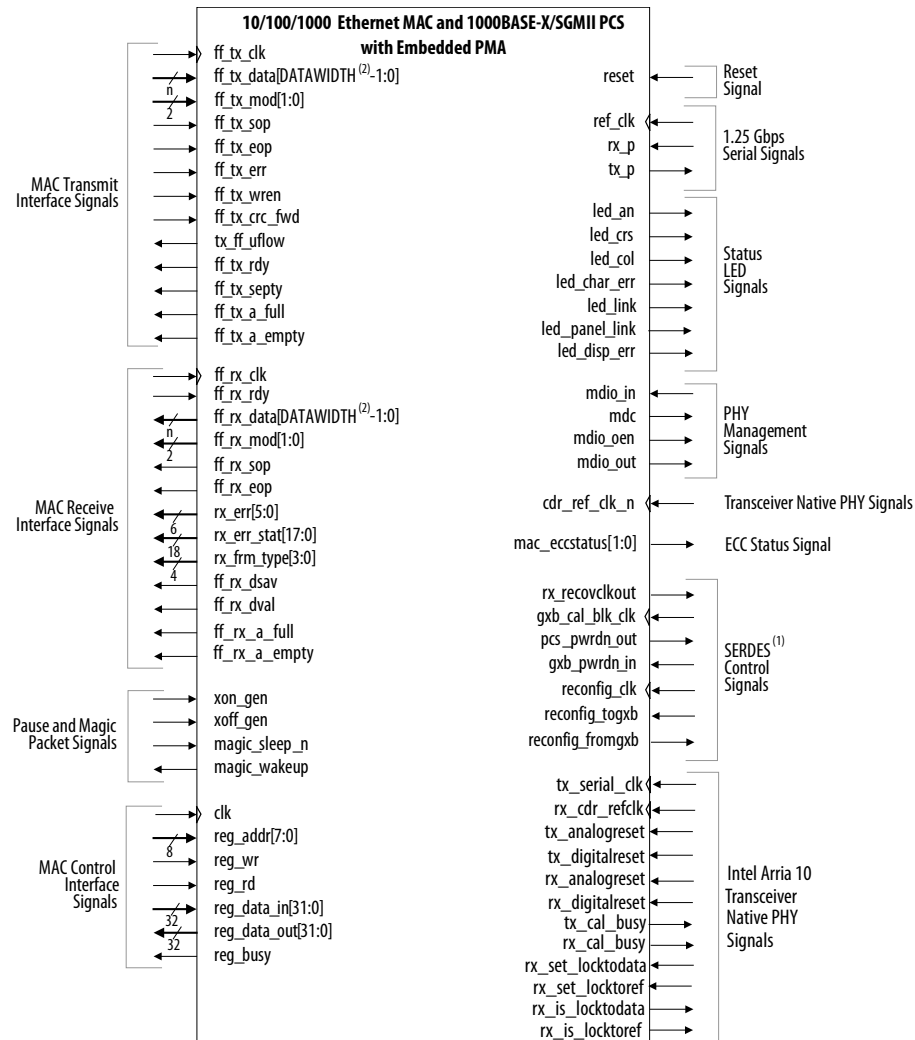 10/100/1000 Ethernet MAC and 1000BASE-X/SGMII PCS
with Embedded PMA
MAC Transmit
Interface Signals
ff_tx_clk
ff_tx_data[DATAWIDTH(2)-1:0]
n
ff_tx_mod[1:0]
2
ff_tx_sop
ff_tx_eop
ff_tx_err
ff_tx_wren
ff_tx_crc_fwd
tx_ff_uflow
ff_tx_rdy
ff_tx_septy
ff_tx_a_full
ff_tx_a_empty
MAC Receive
Interface Signals
ff_rx_clk
ff_rx_rdy
ff_rx_data[DATAWIDTH(2)-1:0]
n
ff_rx_mod[1:0]
2
ff_rx_sop
ff_rx_eop
rx_err[5:0]
6
rx_err_stat[17:0]
18
rx_frm_type[3:0]
4
ff_rx_dsav
ff_rx_dval
ff_rx_a_full
ff_rx_a_empty
Pause and Magic
Packet Signals
xon_gen
xoff_gen
magic_sleep_n
magic_wakeup
MAC Control
Interface
Signals
clk
reg_addr[7:0]
8
reg_wr
reg_rd
reg_data_in[31:0]
32
reg_data_out[31:0]
32
reg_busy
reset
Reset
Signal
ref_clk
rx_p
tx_p
1.25 Gbps
Serial Signals
led_an
led_crs
led_col
led_char_err
led_link
led_panel_link
led_disp_err
Status
LED
Signals
mdio_in
mdc
mdio_oen
mdio_out
PHY
Management
Signals
cdr_ref_clk_n
Transceiver Native PHY Signals
mac_eccstatus[1:0]
ECC Status Signal
rx_recovclkout
gxb_cal_blk_clk
pcs_pwrdn_out
gxb_pwrdn_in
reconfig_clk
reconfig_togxb
reconfig_fromgxb
SERDES(1)
Control
Signals
tx_serial_clk
rx_cdr_refclk
tx_analogreset
tx_digitalreset
rx_analogreset
rx_digitalreset
tx_cal_busy
rx_cal_busy
rx_set_locktodata
rx_set_locktoref
rx_is_locktodata
rx_is_locktoref
Intel Arria 10
Transceiver
Native PHY
Signals